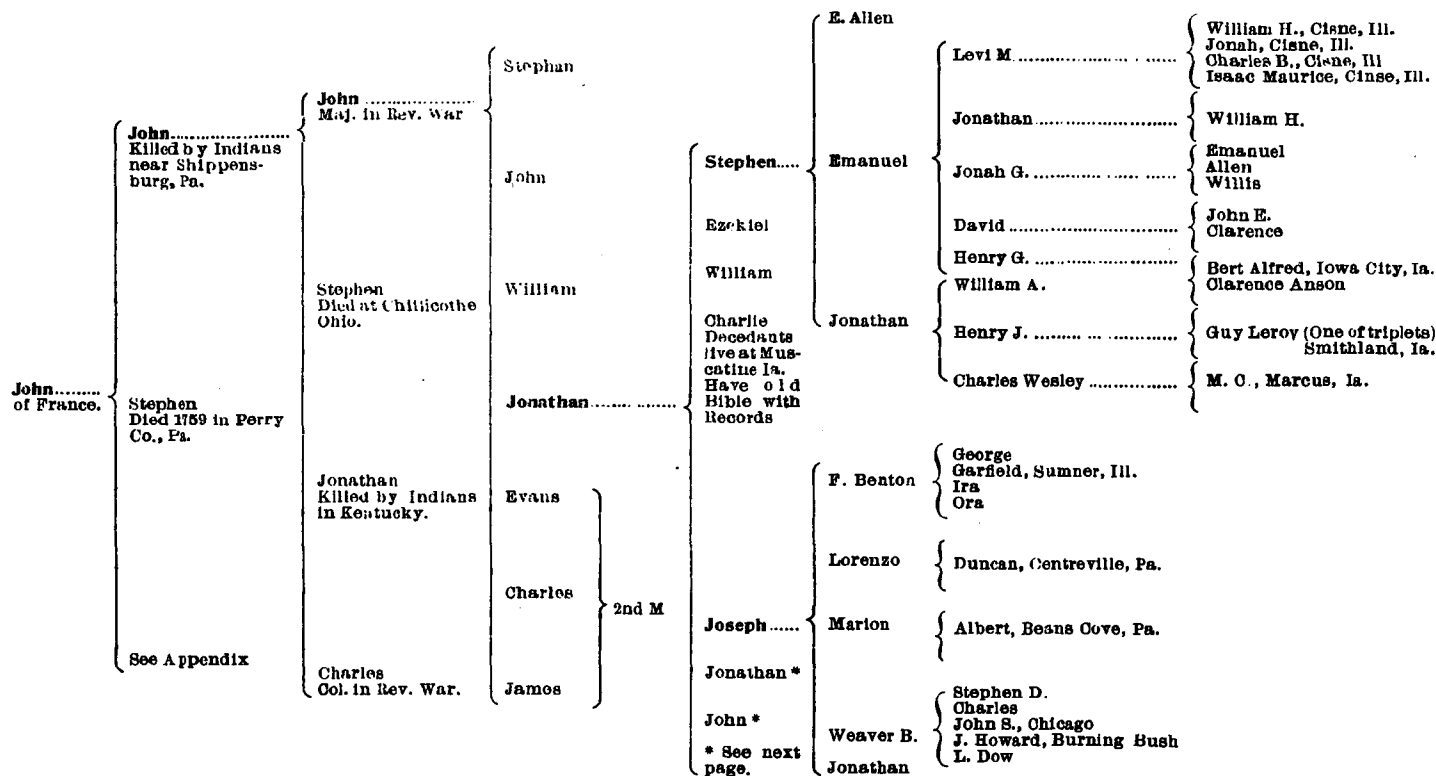 John........
of France.
John......................
Killed by Indians
near Shippens-
burg, Pa.
Stephen
Died 1759 in Perry
Co., Pa.
See Appendix
John ....................
Maj. in Rev. War
Stephen
Died at Chillicothe
Ohio.
Jonathan
Killed by Indians
in Kentucky.
Charles
Col. in Rev. War.
Stephan
John
William
Jonathan...............
Evans
Charles
James
2nd M
Stephen.....
Ezekiel
William
Charlie
Decedants
live at Mus-
catine Ia.
Have old
Bible with
Records
Joseph......
Jonathan *
John *
* See next
page.
E. Allen
Emanuel
Jonathan
Levi M ...........................
Jonathan ........................
Jonah G. ........................
David ............................
Henry G. ........................
William A.
Henry J. ........................
Charles Wesley ................
William H., Cisne, Ill.
Jonah, Cisne, Ill.
Charles B., Cisne, Ill
Isaac Maurice, Cinse, Ill.
William H.
Emanuel
Allen
Willis
John E.
Clarence
Bert Alfred, Iowa City, Ia.
Clarence Anson
Guy Leroy (One of triplets)
Smithland, Ia.
M. C., Marcus, Ia.
F. Benton
Lorenzo
Marion
Weaver B.
Jonathan
George
Garfield, Sumner, Ill.
Ira
Ora
Duncan, Centreville, Pa.
Albert, Beans Cove, Pa.
Stephen D.
Charles
John S., Chicago
J. Howard, Burning Bush
L. Dow